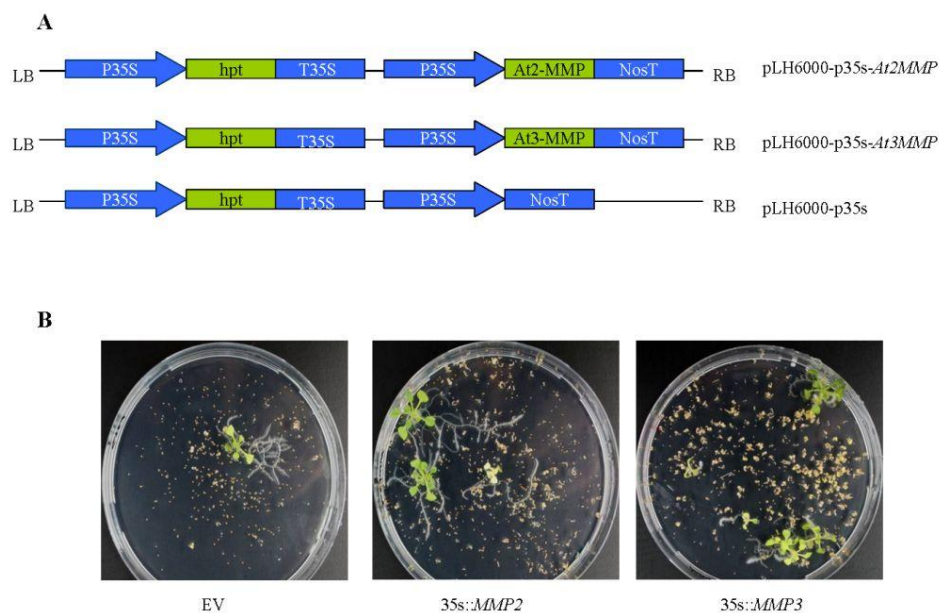 A
LB P35S hpt T35S P35S At2-MMP NosT RB pLH6000-p35s-At2MMP
LB P35S hpt T35S P35S At3-MMP NosT RB pLH6000-p35s-At3MMP
LB P35S hpt T35S P35S NosT RB pLH6000-p35s
B
EV 35s::MMP2 35s::MMP3